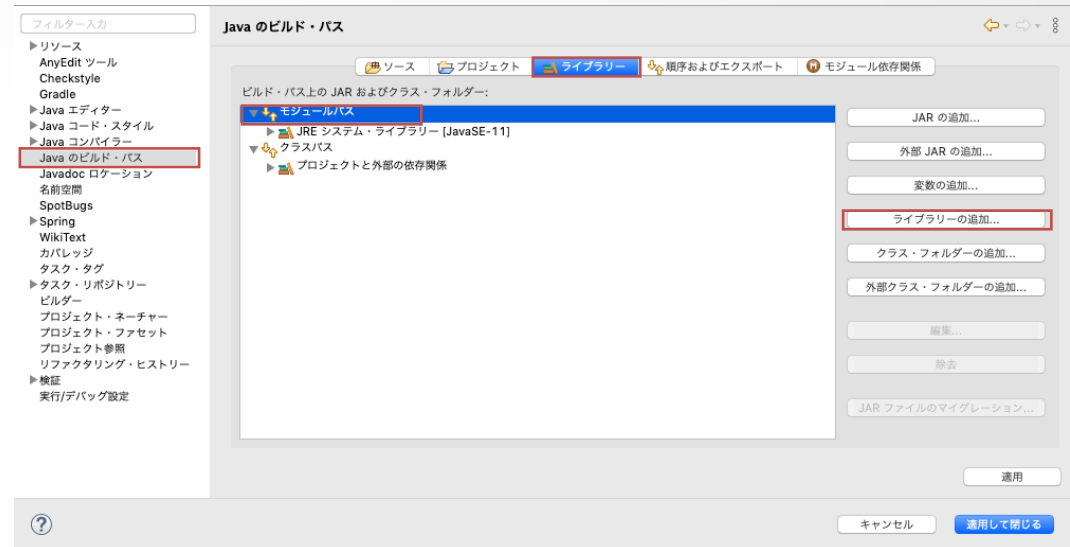 フィルター入力
リソース
AnyEdit ツール
Checkstyle
Gradle
Java エディター
Java コード・スタイル
Java コンパイラー
Java のビルド・パス
Javadoc ロケーション
名前空間
SpotBugs
Spring
WikiText
カバレッジ
タスク・タグ
タスク・リポジトリー
ビルダー
プロジェクト・ネーチャー
プロジェクト・ファセット
プロジェクト参照
リファクタリング・ヒストリー
検証
実行/デバッグ設定
Java のビルド・パス
ソース
プロジェクト
ライブラリー
順序およびエクスポート
M モジュール依存関係
ビルド・パス上の JAR およびクラス・フォルダー:
モジュールパス
JRE システム・ライブラリー [JavaSE-11]
クラスパス
プロジェクトと外部の依存関係
JAR の追加...
外部 JAR の追加...
変数の追加...
ライブラリーの追加...
クラス・フォルダーの追加...
外部クラス・フォルダーの追加...
編集...
除去
JAR ファイルのマイグレーション...
適用
?
キャンセル
適用して閉じる